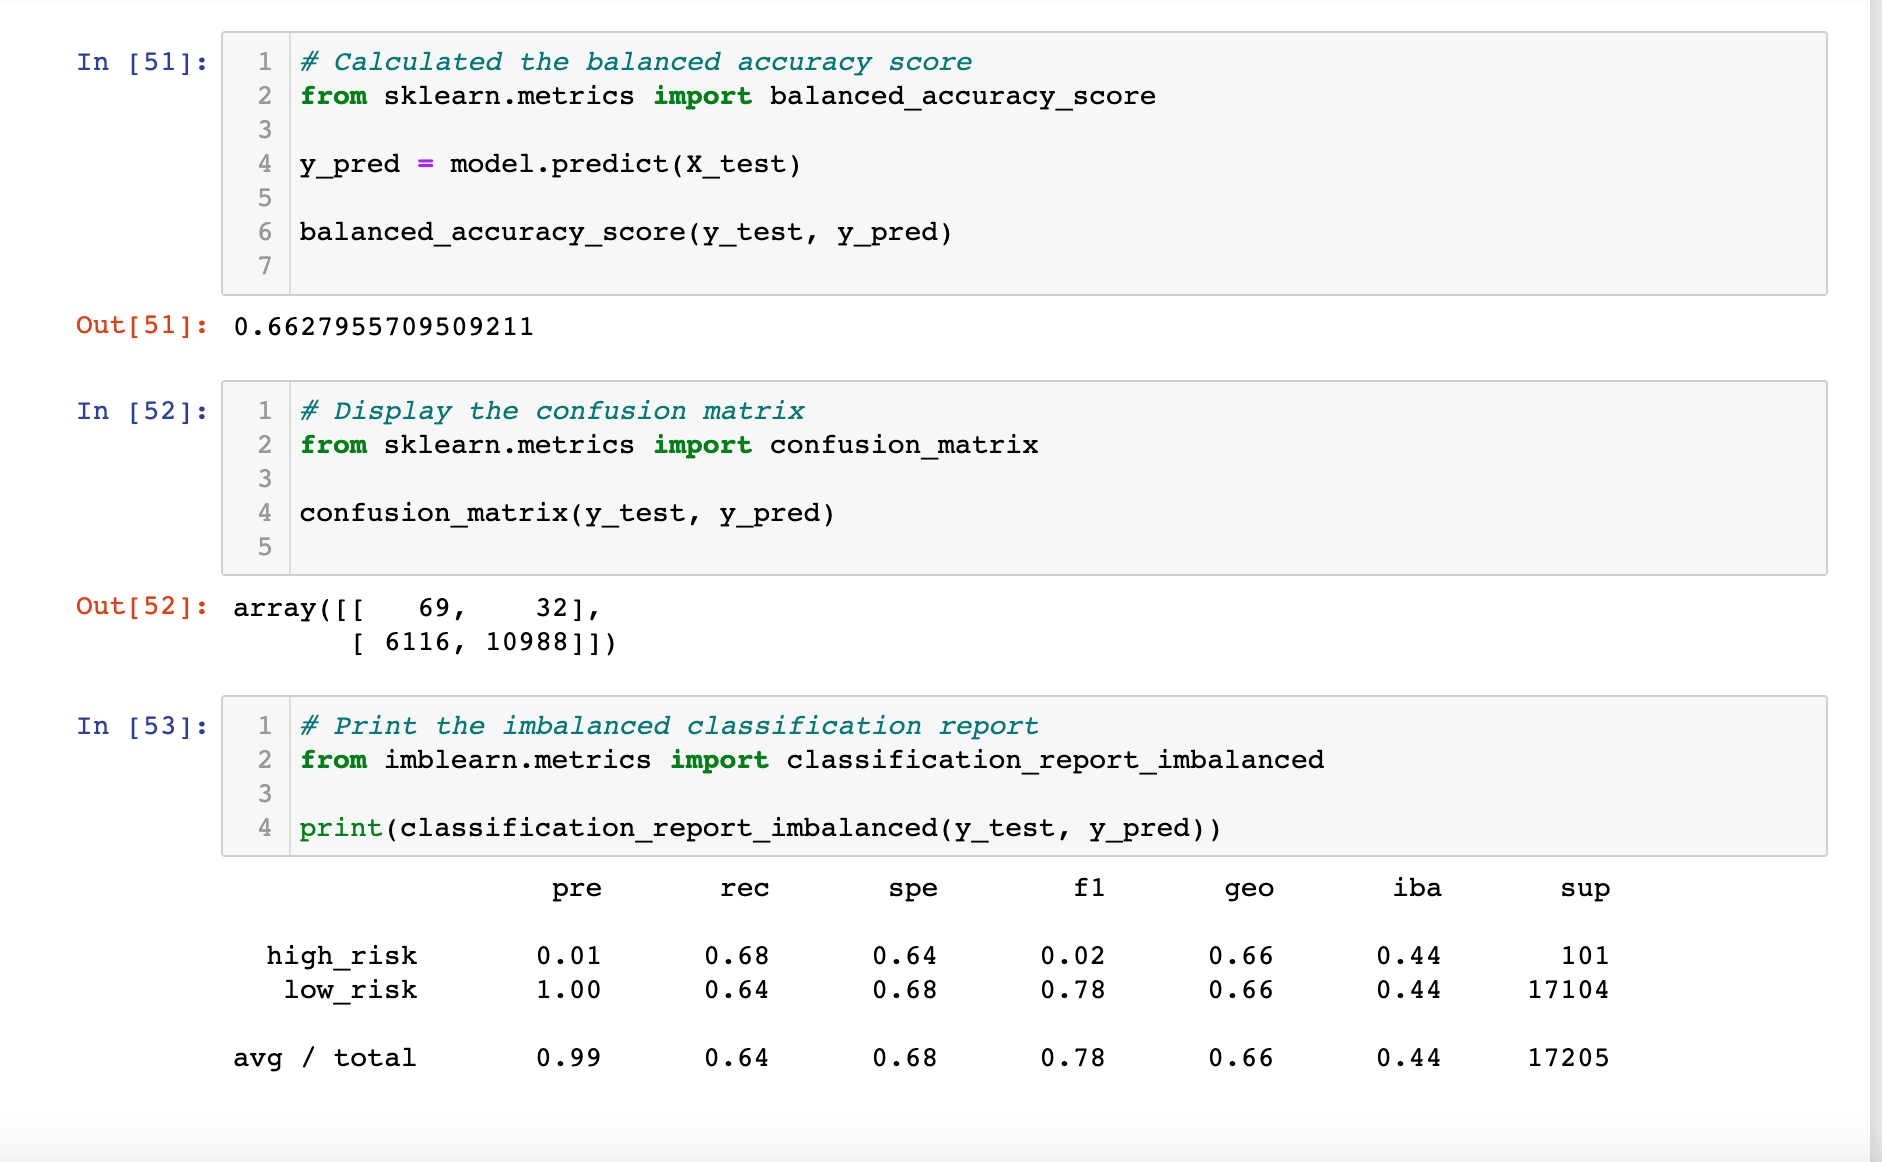 In [51]:
1 # Calculated the balanced accuracy score
2 from sklearn.metrics import balanced_accuracy_score
3
4 y_pred = model.predict(X_test)
5
6 balanced_accuracy_score(y_test, y_pred)
7
Out[51]: 0.6627955709509211
In [52]:
1 # Display the confusion matrix
2 from sklearn.metrics import confusion_matrix
3
4 confusion_matrix(y_test, y_pred)
5
Out[52]: array([[   69,    32],
       [ 6116, 10988]])
In [53]:
1 # Print the imbalanced classification report
2 from imblearn.metrics import classification_report_imbalanced
3
4 print(classification_report_imbalanced(y_test, y_pred))
pre rec spe f1 geo iba sup
high_risk 0.01 0.68 0.64 0.02 0.66 0.44 101
low_risk 1.00 0.64 0.68 0.78 0.66 0.44 17104
avg / total 0.99 0.64 0.68 0.78 0.66 0.44 17205